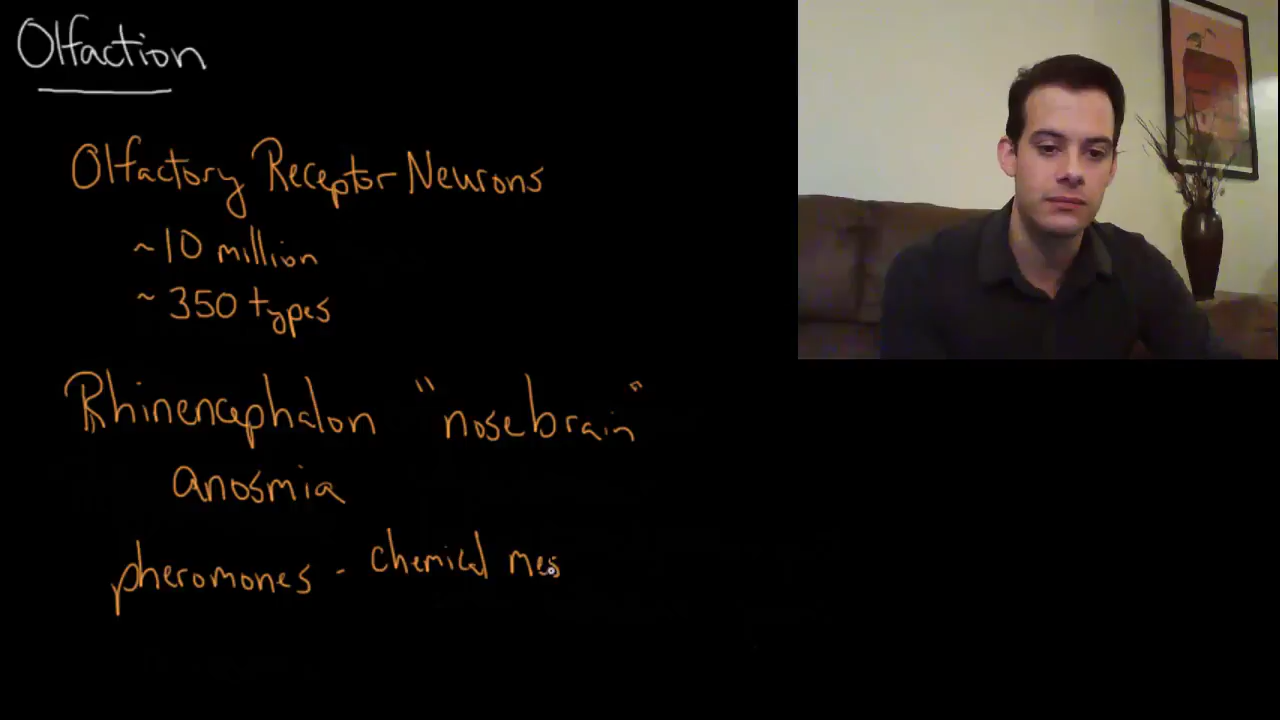 Olfaction
Olfactory Receptor Neurons
~10 million
~ 350 types
Rhinencephalon "nosebrain"
anosmia
pheromones - chemical mes